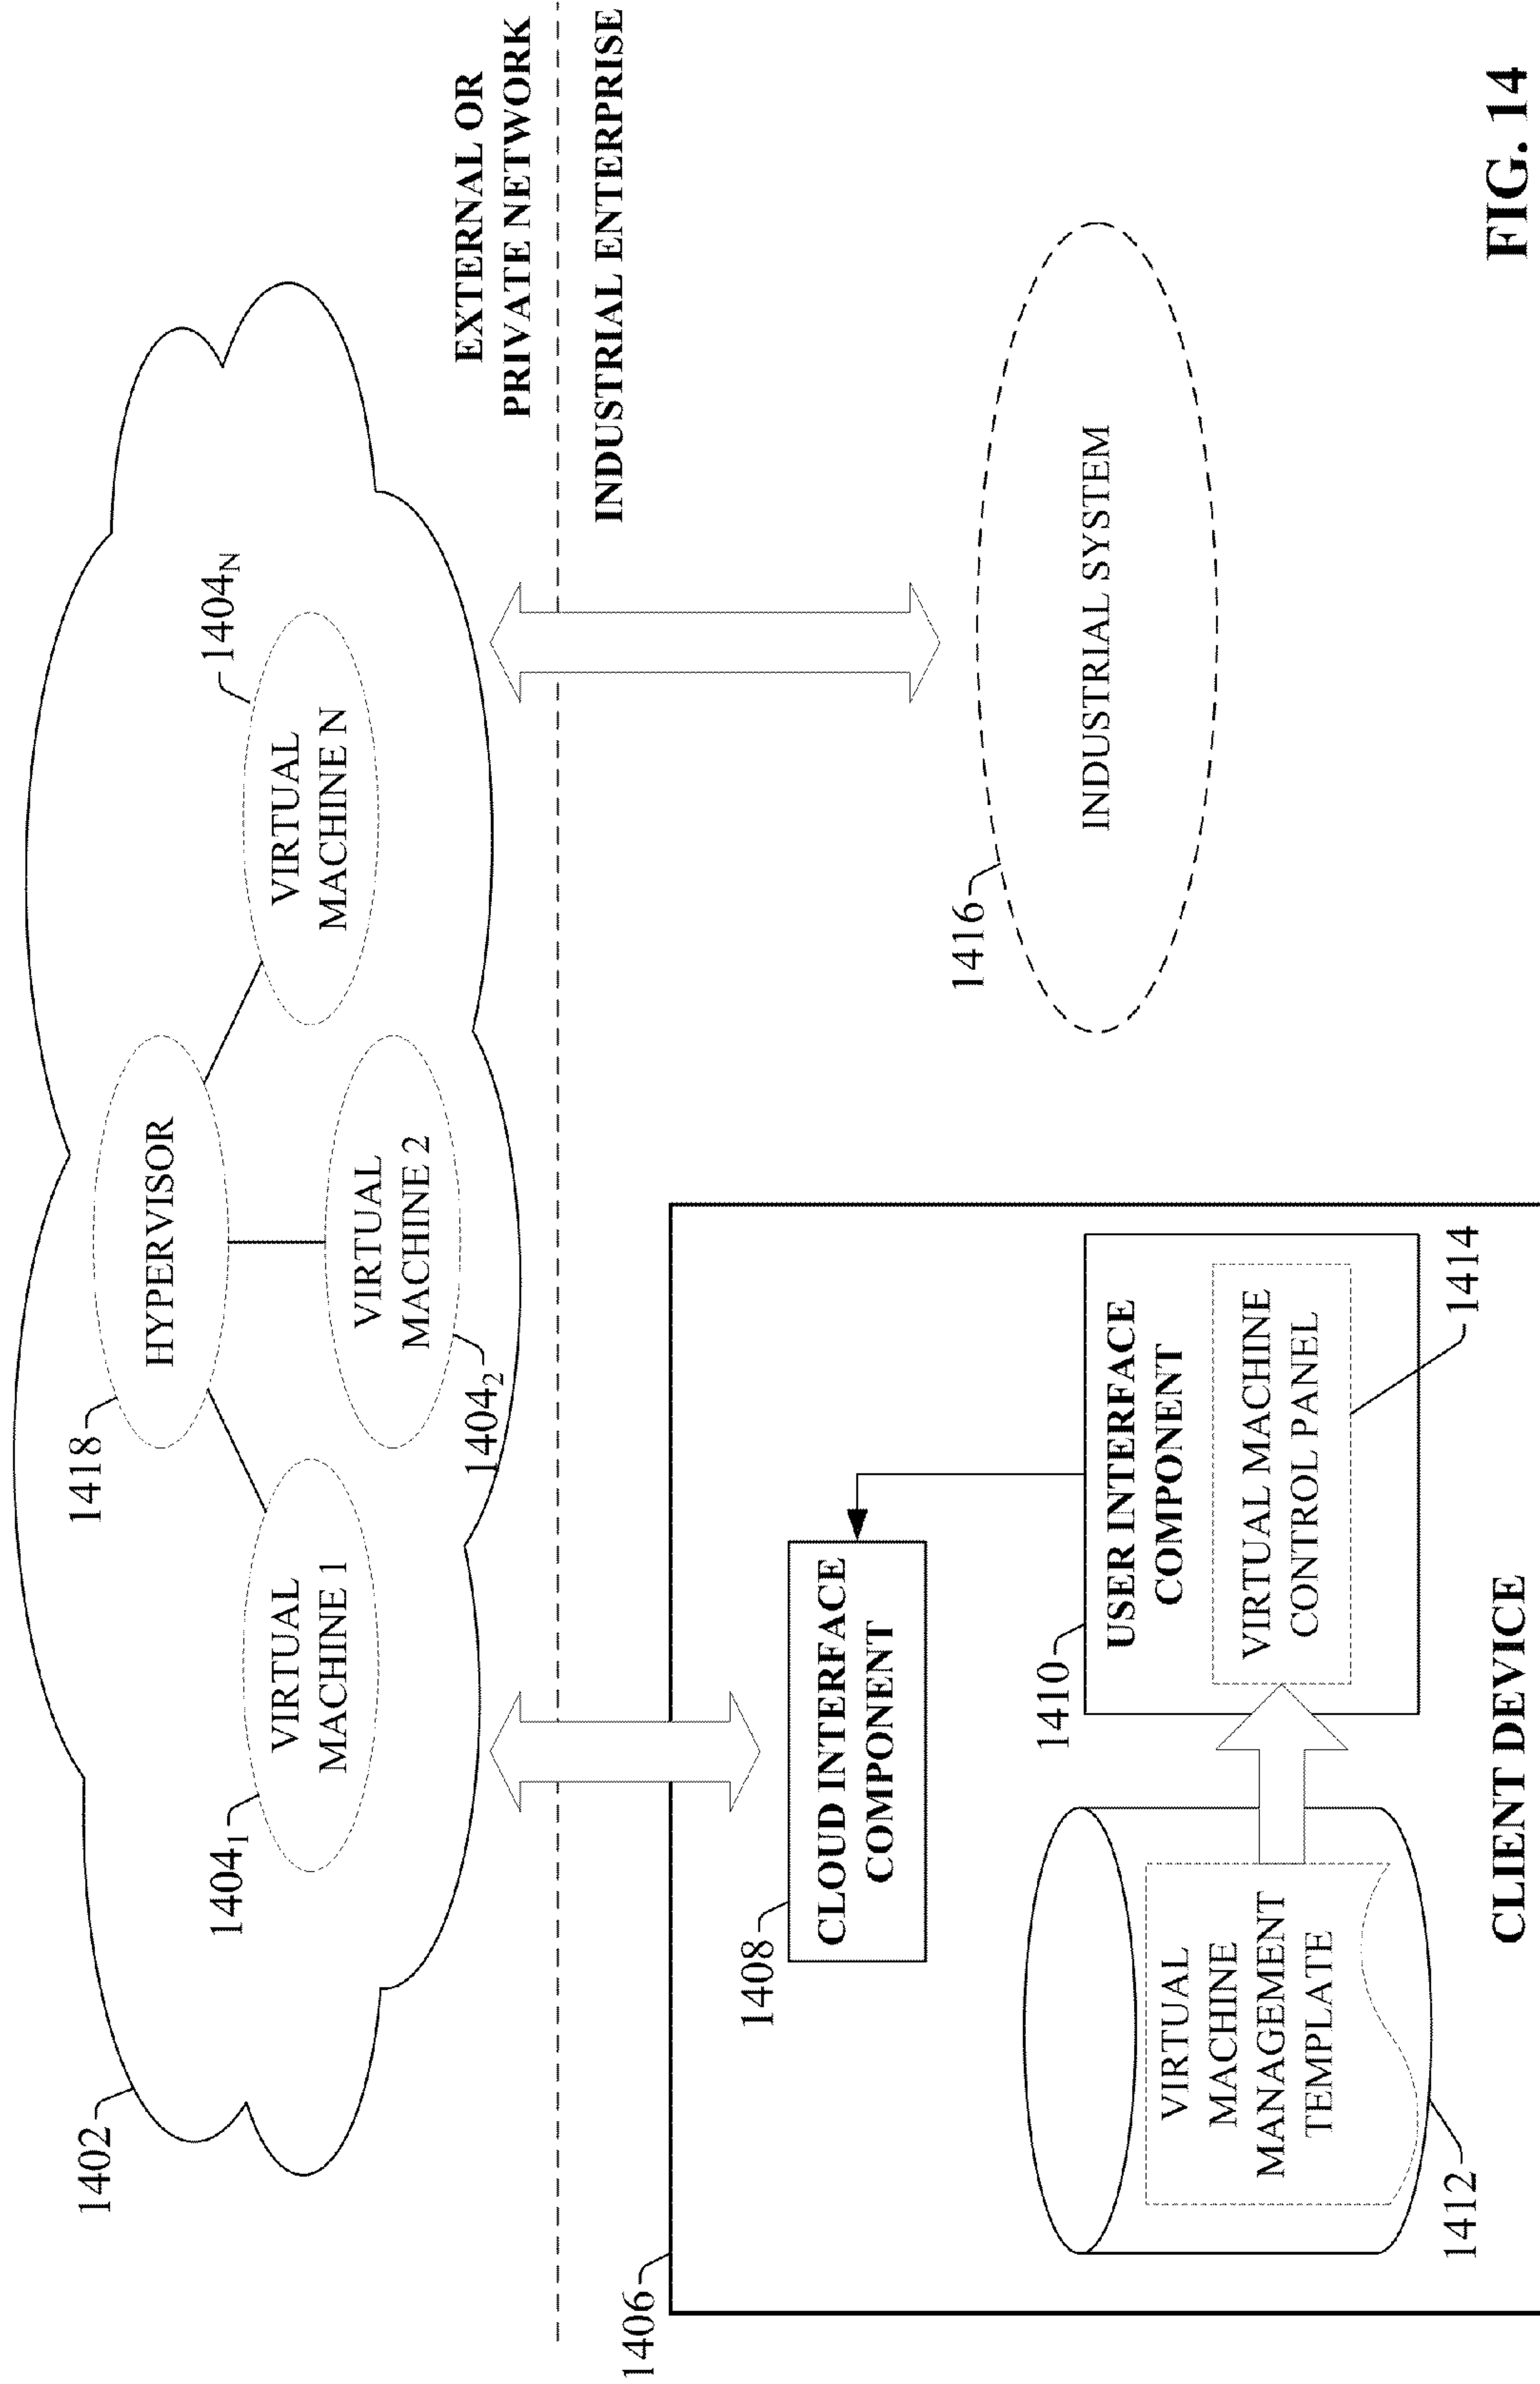 1402
1418
HYPERVISOR
1404₁
VIRTUAL
MACHINE 1
1404₂
VIRTUAL
MACHINE 2
1404N
VIRTUAL
MACHINE N
EXTERNAL OR
PRIVATE NETWORK
INDUSTRIAL ENTERPRISE
1406
1408
CLOUD INTERFACE
COMPONENT
1410
USER INTERFACE
COMPONENT
VIRTUAL MACHINE
CONTROL PANEL
1414
VIRTUAL
MACHINE
MANAGEMENT
TEMPLATE
1412
CLIENT DEVICE
1416
INDUSTRIAL SYSTEM
FIG. 14